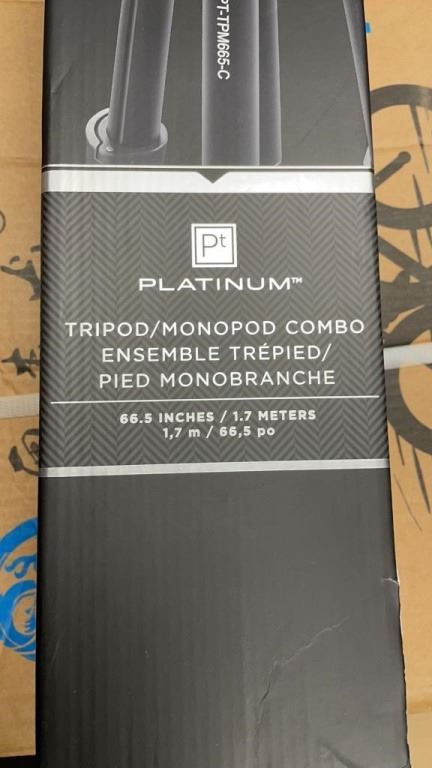 PT-TPM665-C
Pt
PLATINUM™
TRIPOD/MONOPOD COMBO
ENSEMBLE TRÉPIED/
PIED MONOBRANCHE
66.5 INCHES / 1.7 METERS
1,7 m / 66,5 po